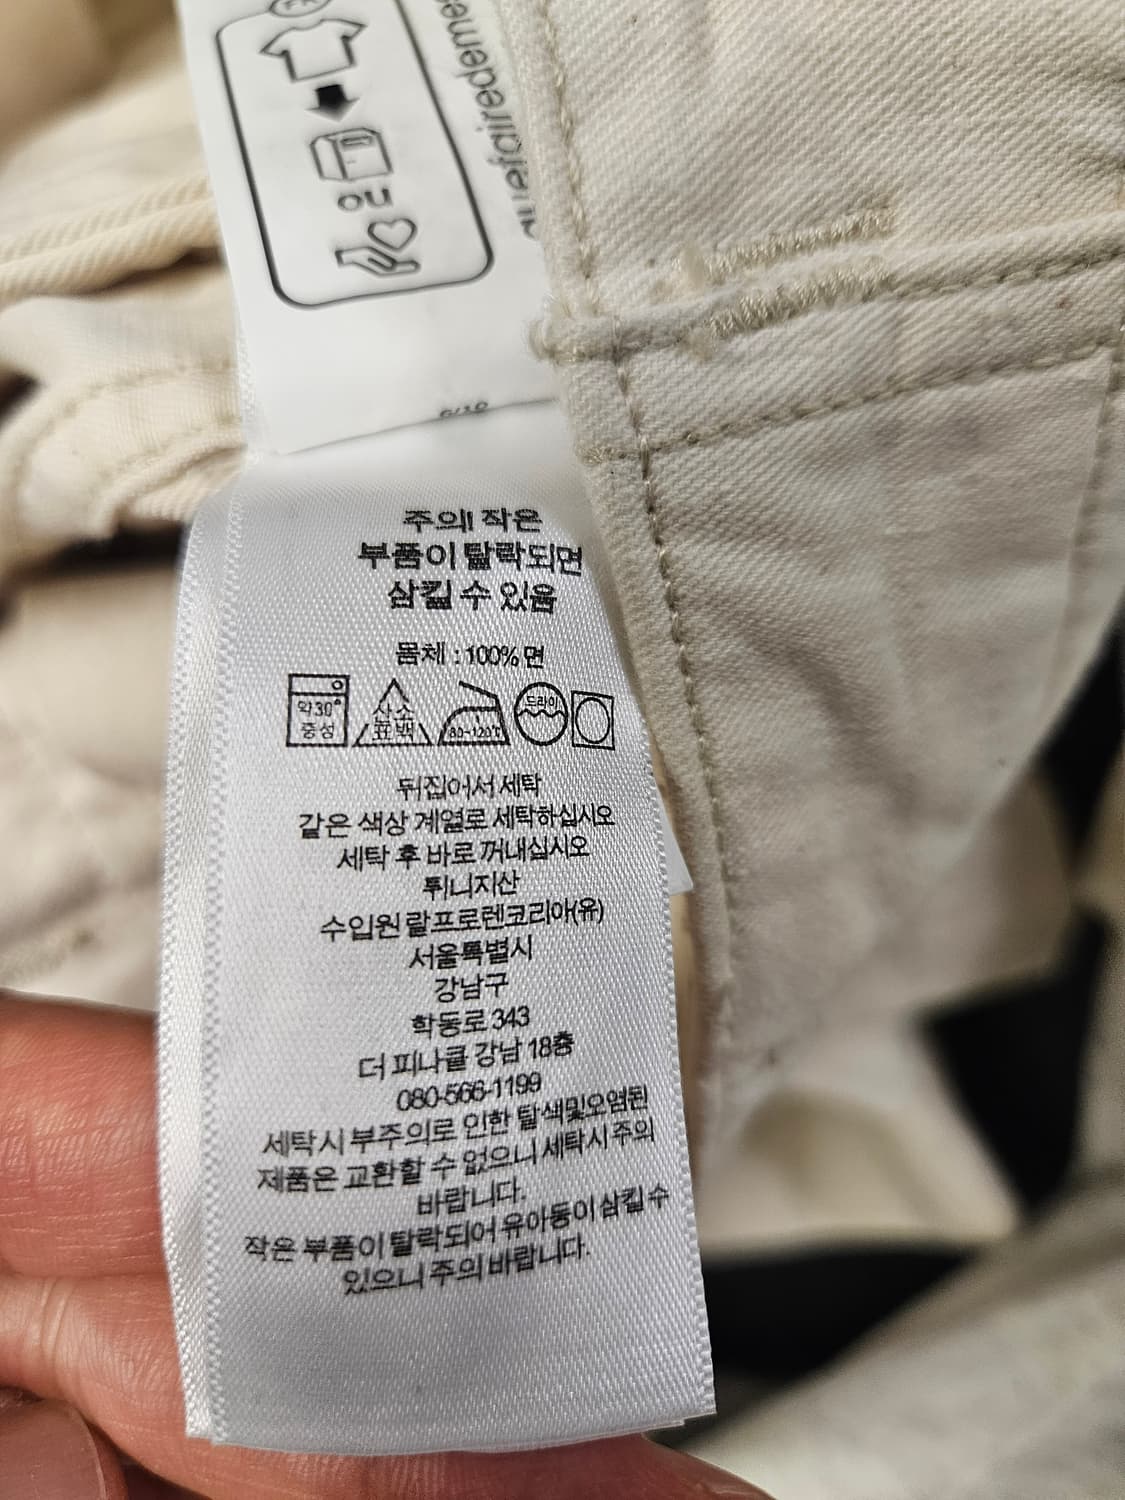 quefairedemes
주의! 작은
부품이 탈락되면
삼킬 수 있음
몸체 : 100% 면
약30°
중성
산소
표백
80~120℃
드라이
뒤집어서 세탁
같은 색상 계열로 세탁하십시오
세탁 후 바로 꺼내십시오
튀니지산
수입원 랄프로렌코리아(유)
서울특별시
강남구
학동로 343
더 피나클 강남 18층
080-566-1199
세탁시 부주의로 인한 탈색및오염된
제품은 교환할 수 없으니 세탁시 주의
바랍니다.
작은 부품이 탈락되어 유아동이 삼킬 수
있으니 주의 바랍니다.